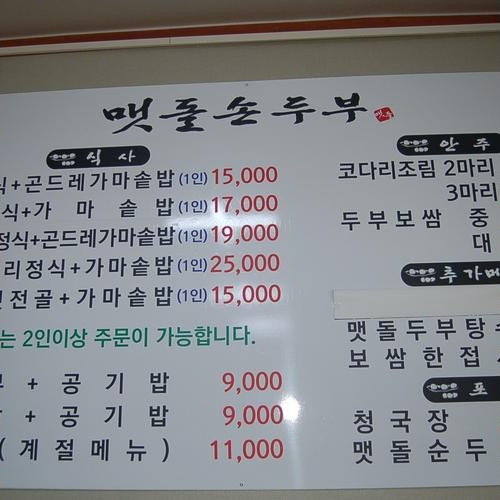 맷돌손두부
식사
식+곤드레가마솥밥(1인) 15,000
식+가마솥밥(1인) 17,000
정식+곤드레가마솥밥(1인) 19,000
리정식+가마솥밥(1인) 25,000
전골+가마솥밥(1인) 15,000
는 2인이상 주문이 가능합니다.
+공기밥 9,000
+공기밥 9,000
(계절메뉴) 11,000
안주
코다리조림 2마리
3마리
두부보쌈 중
대
추가메
맷돌두부탕
보쌈한접
포
청국장
맷돌순두